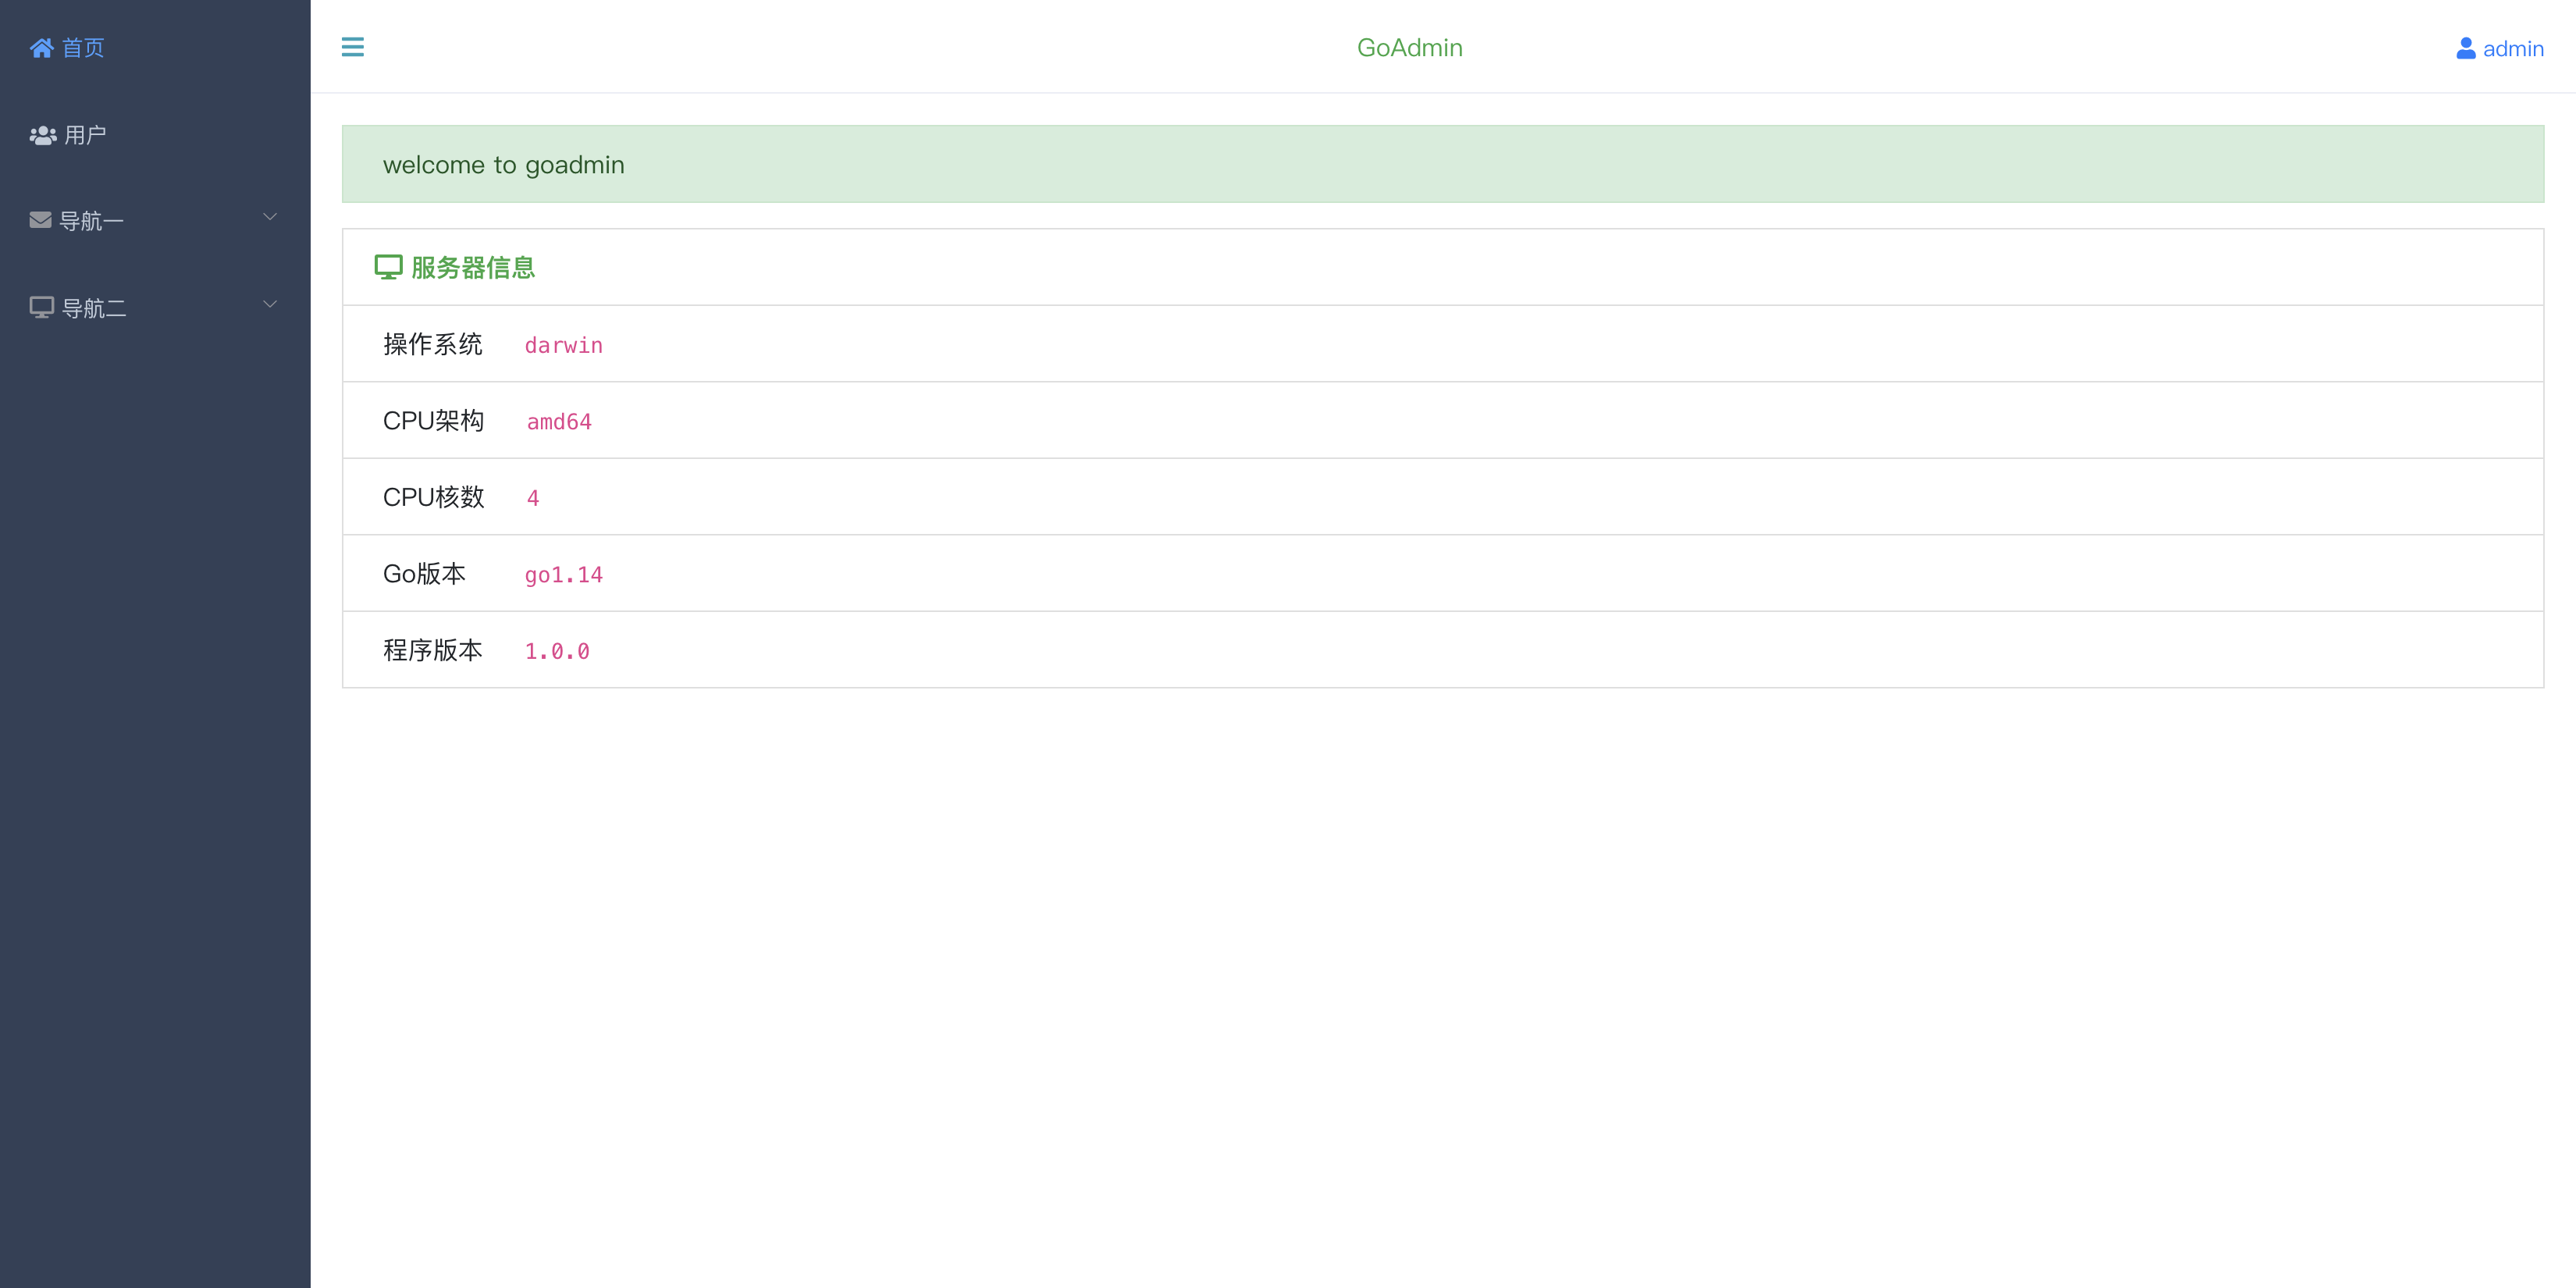 首页
用户
导航一
导航二
GoAdmin
admin
welcome to goadmin
服务器信息
操作系统 darwin
CPU架构 amd64
CPU核数 4
Go版本 go1.14
程序版本 1.0.0